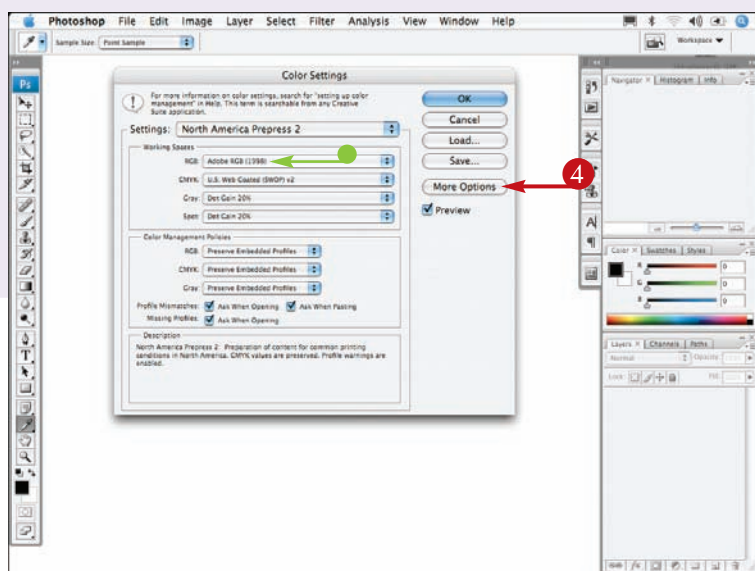 Photoshop File Edit Image Layer Select Filter Analysis View Window Help
Sample Size: Point Sample
Workspace
Ps
Color Settings
For more information on color settings, search for "setting up color
management" in Help. This term is searchable from any Creative
Suite application.
Settings: North America Prepress 2
Working Spaces
RGB: Adobe RGB (1998)
CMYK: U.S. Web Coated (SWOP) v2
Gray: Dot Gain 20%
Spot: Dot Gain 20%
Color Management Policies
RGB: Preserve Embedded Profiles
CMYK: Preserve Embedded Profiles
Gray: Preserve Embedded Profiles
Profile Mismatches: Ask When Opening Ask When Pasting
Missing Profiles: Ask When Opening
Description
North America Prepress 2: Preparation of content for common printing
conditions in North America. CMYK values are preserved. Profile warnings are
enabled.
OK
Cancel
Load...
Save...
More Options
4
Preview
Navigator × Histogram Info
Color × Swatches Styles
R 0
G 0
B 0
Layers × Channels Paths
Normal Opacity:
Lock: Fill: